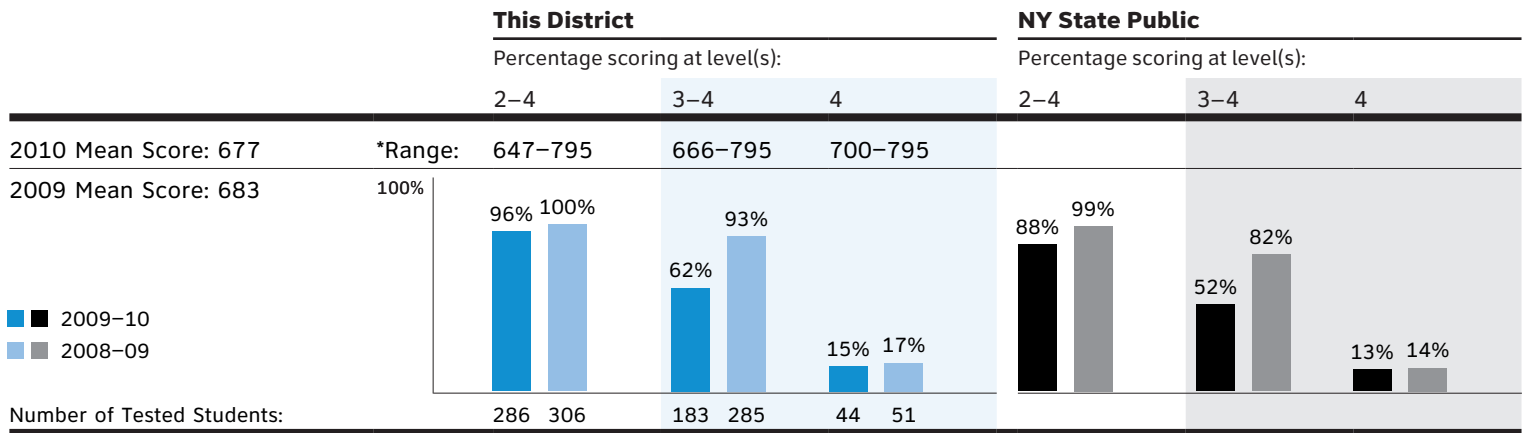 This District NY State Public
Percentage scoring at level(s): Percentage scoring at level(s):
2–4 3–4 4 2–4 3–4 4
2010 Mean Score: 677 *Range: 647–795 666–795 700–795
2009 Mean Score: 683 100%
96% 100% 93% 88% 99% 82%
62% 52%
15% 17% 13% 14%
2009–10
2008–09
Number of Tested Students: 286 306 183 285 44 51